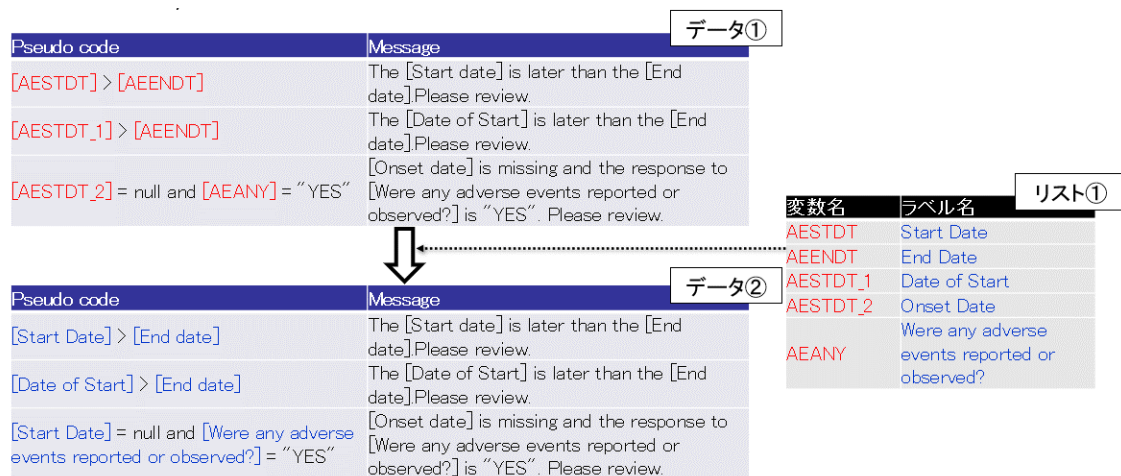 データ①
Pseudo code Message
[AESTDT] > [AEENDT] The [Start date] is later than the [End
date].Please review.
[AESTDT_1] > [AEENDT] The [Date of Start] is later than the [End
date].Please review.
[AESTDT_2] = null and [AEANY] = "YES" [Onset date] is missing and the response to
[Were any adverse events reported or
observed?] is "YES". Please review.
リスト①
変数名 ラベル名
AESTDT Start Date
AEENDT End Date
AESTDT_1 Date of Start
AESTDT_2 Onset Date
AEANY Were any adverse
events reported or
observed?
データ②
Pseudo code Message
[Start Date] > [End date] The [Start date] is later than the [End
date].Please review.
[Date of Start] > [End date] The [Date of Start] is later than the [End
date].Please review.
[Start Date] = null and [Were any adverse
events reported or observed?] = "YES" [Onset date] is missing and the response to
[Were any adverse events reported or
observed?] is "YES". Please review.